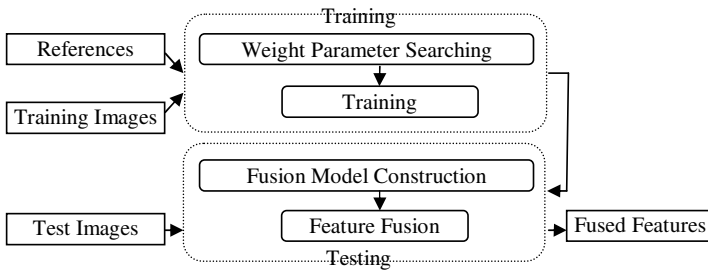 Training
References
Weight Parameter Searching
Training Images
Training
Fusion Model Construction
Test Images
Feature Fusion
Fused Features
Testing